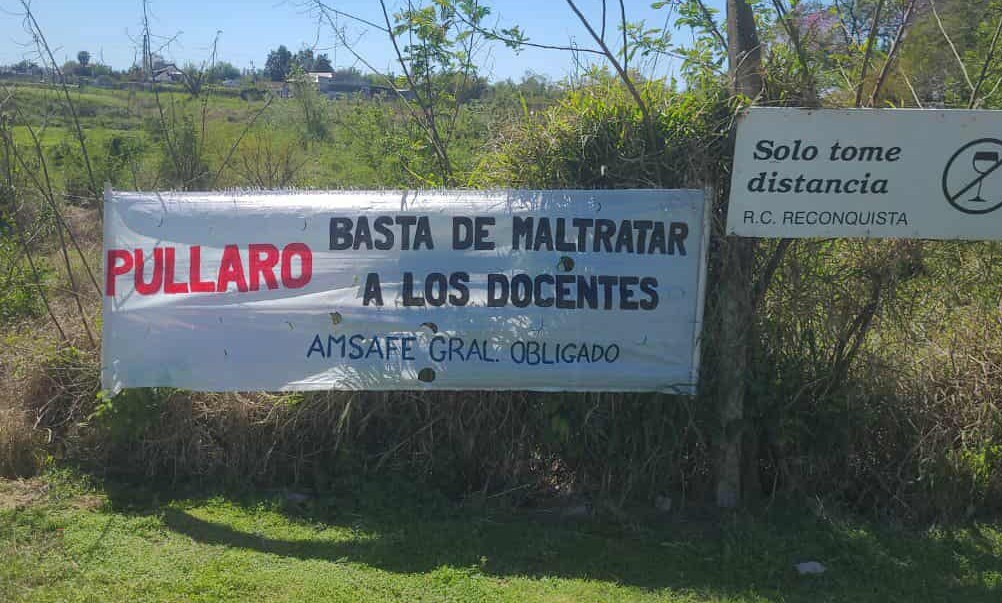 PULLARO
BASTA DE MALTRATAR
A LOS DOCENTES
AMSAFE GRAL. OBLIGADO
Solo tome
distancia
R.C. RECONQUISTA